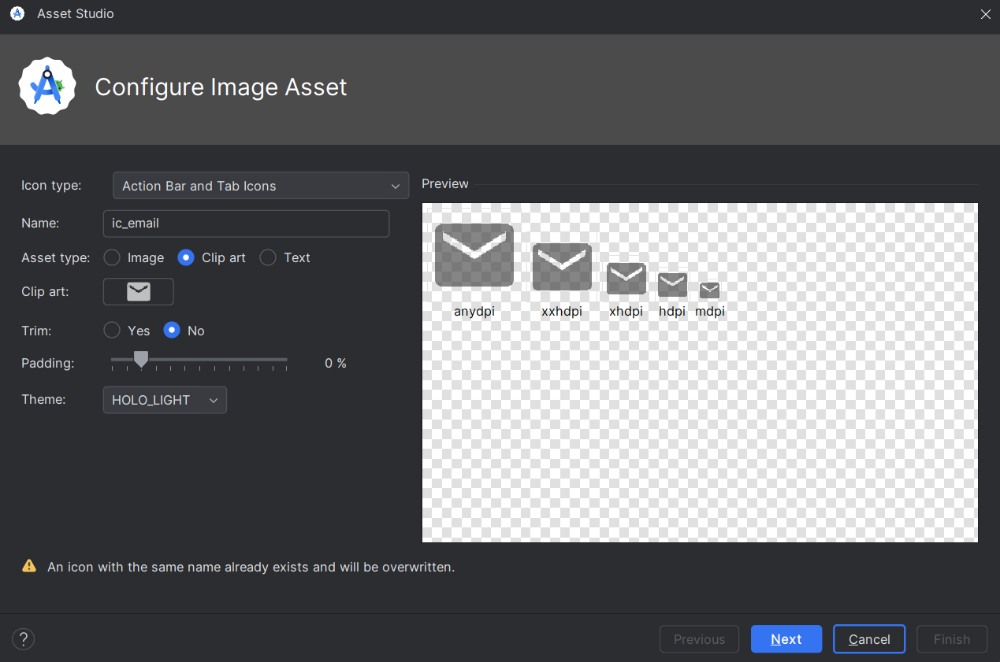 Asset Studio
Configure Image Asset
Icon type:
Action Bar and Tab Icons
Name:
ic_email
Asset type:
Image
Clip art
Text
Clip art:
Trim:
Yes
No
Padding:
0 %
Theme:
HOLO_LIGHT
Preview
anydpi
xxhdpi
xhdpi
hdpi
mdpi
An icon with the same name already exists and will be overwritten.
?
Previous
Next
Cancel
Finish